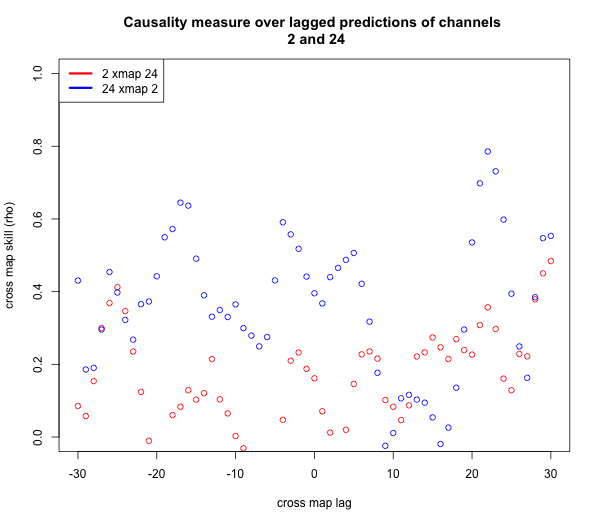 Causality measure over lagged predictions of channels
2 and 24
2 xmap 24
24 xmap 2
cross map skill (rho)
1.0
0.8
0.6
0.4
0.2
0.0
-30 -20 -10 0 10 20 30
cross map lag